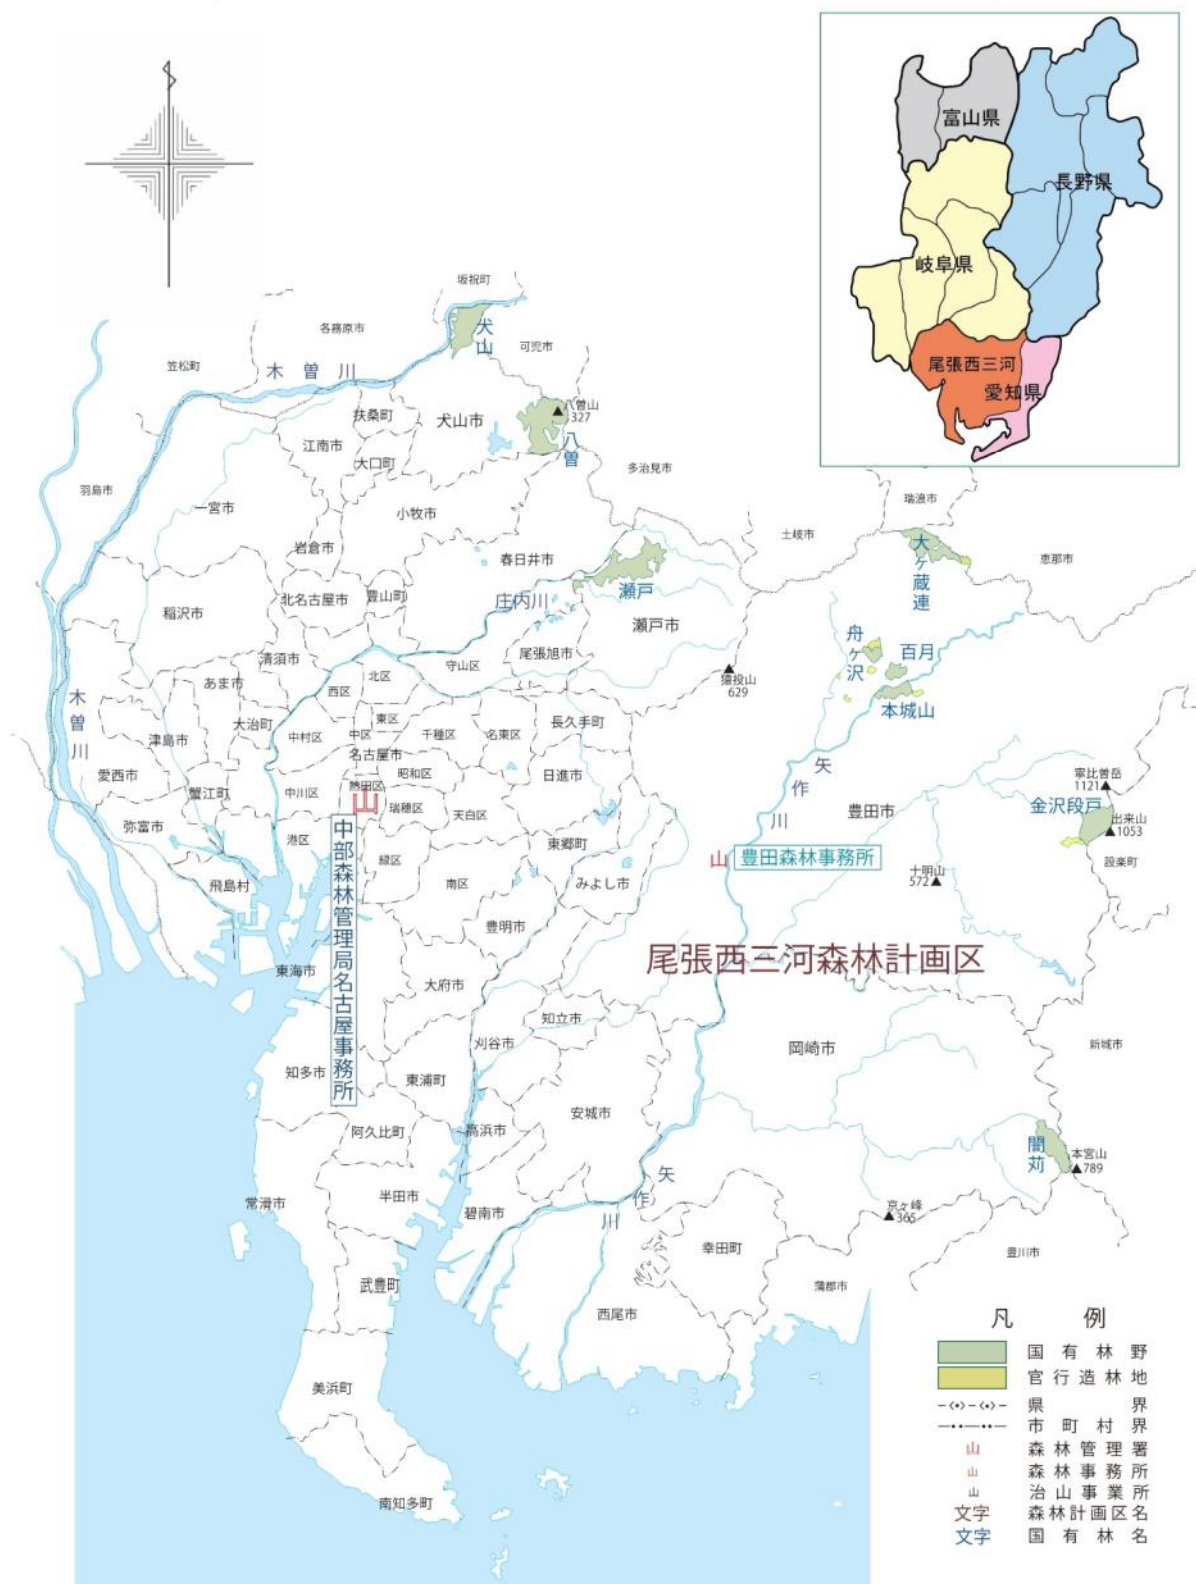 富山県
長野県
岐阜県
尾張西三河
愛知県
坂祝町
各務原市
犬山
可児市
笠松町
木曽川
扶桑町
犬山市
八曽山
327
八曽
江南市
大口町
多治見市
羽島市
瑞浪市
一宮市
小牧市
土岐市
岩倉市
春日井市
大ヶ蔵連
恵那市
瀬戸
北名古屋市
豊山町
庄内川
稲沢市
瀬戸市
舟ヶ沢
百月
清須市
守山区
尾張旭市
北区
猿投山
629
あま市
西区
本城山
木曽川
大治町
東区
長久手町
津島市
中村区
中区
千種区
名東区
名古屋市
矢作川
愛西市
昭和区
日進市
寧比曽岳
1121
蟹江町
中川区
熱田区
山
瑞穂区
天白区
豊田市
金沢段戸
出来山
1053
弥富市
港区
東郷町
中部森林管理局名古屋事務所
緑区
山
豊田森林事務所
設楽町
飛島村
南区
みよし市
十明山
572
豊明市
尾張西三河森林計画区
東海市
大府市
知立市
刈谷市
岡崎市
新城市
知多市
東浦町
安城市
阿久比町
高浜市
闇苅
本宮山
789
常滑市
半田市
碧南市
矢作川
京ヶ峰
365
幸田町
豊川市
武豊町
蒲郡市
西尾市
美浜町
南知多町
凡例
国有林野
官行造林地
県界
市町村界
山 森林管理署
山 森林事務所
山 治山事業所
文字 森林計画区名
文字 国有林名